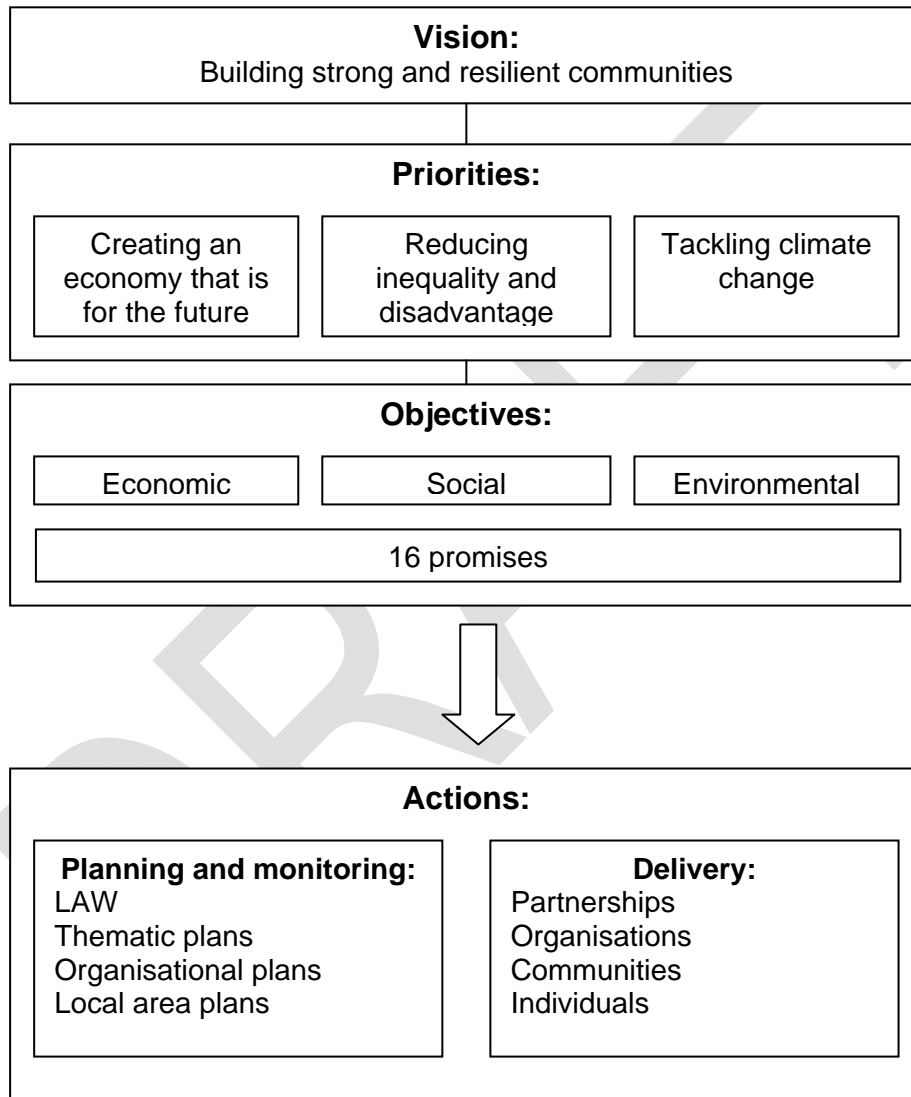 Vision:
Building strong and resilient communities
Priorities:
Creating an
economy that is
for the future
Reducing
inequality and
disadvantage
Tackling climate
change
Objectives:
Economic
Social
Environmental
16 promises
Actions:
Planning and monitoring:
LAW
Thematic plans
Organisational plans
Local area plans
Delivery:
Partnerships
Organisations
Communities
Individuals